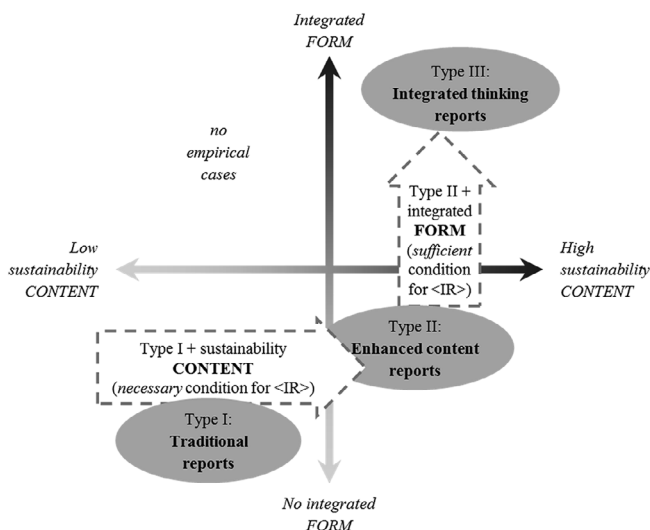 Integrated
FORM
Type III:
Integrated thinking
reports
no
empirical
cases
Type II +
integrated
FORM
(sufficient
condition
for <IR>)
Low
sustainability
CONTENT
High
sustainability
CONTENT
Type II:
Enhanced content
reports
Type I + sustainability
CONTENT
(necessary condition for <IR>)
Type I:
Traditional
reports
No integrated
FORM